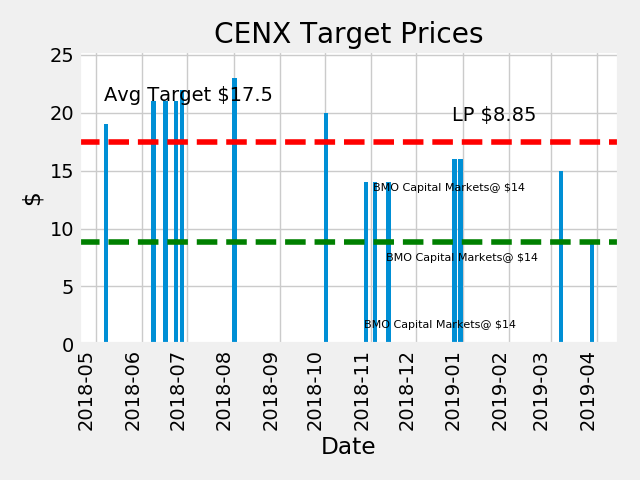 CENX Target Prices
25
Avg Target $17.5
LP $8.85
20
15
BMO Capital Markets@ $14
$
10
BMO Capital Markets@ $14
5
BMO Capital Markets@ $14
0
2018-05
2018-06
2018-07
2018-08
2018-09
2018-10
2018-11
2018-12
2019-01
2019-02
2019-03
2019-04
Date